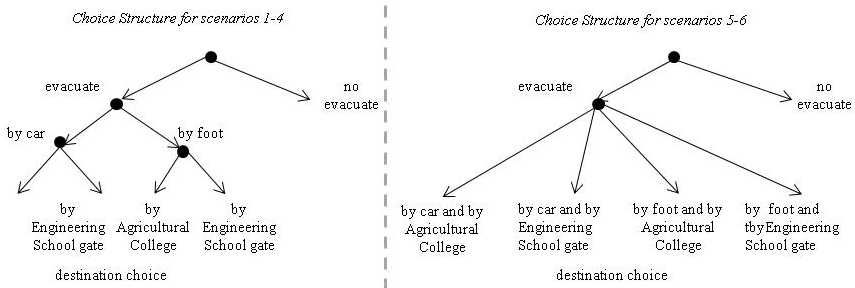 Choice Structure for scenarios 1-4
evacuate
no
evacuate
by car
by foot
by
Engineering
School gate
by
Agricultural
College
by
Engineering
School gate
destination choice
Choice Structure for scenarios 5-6
evacuate
no
evacuate
by car and by
Agricultural
College
by car and by
Engineering
School gate
by foot and by
Agricultural
College
by foot and
tbyEngineering
School gate
destination choice